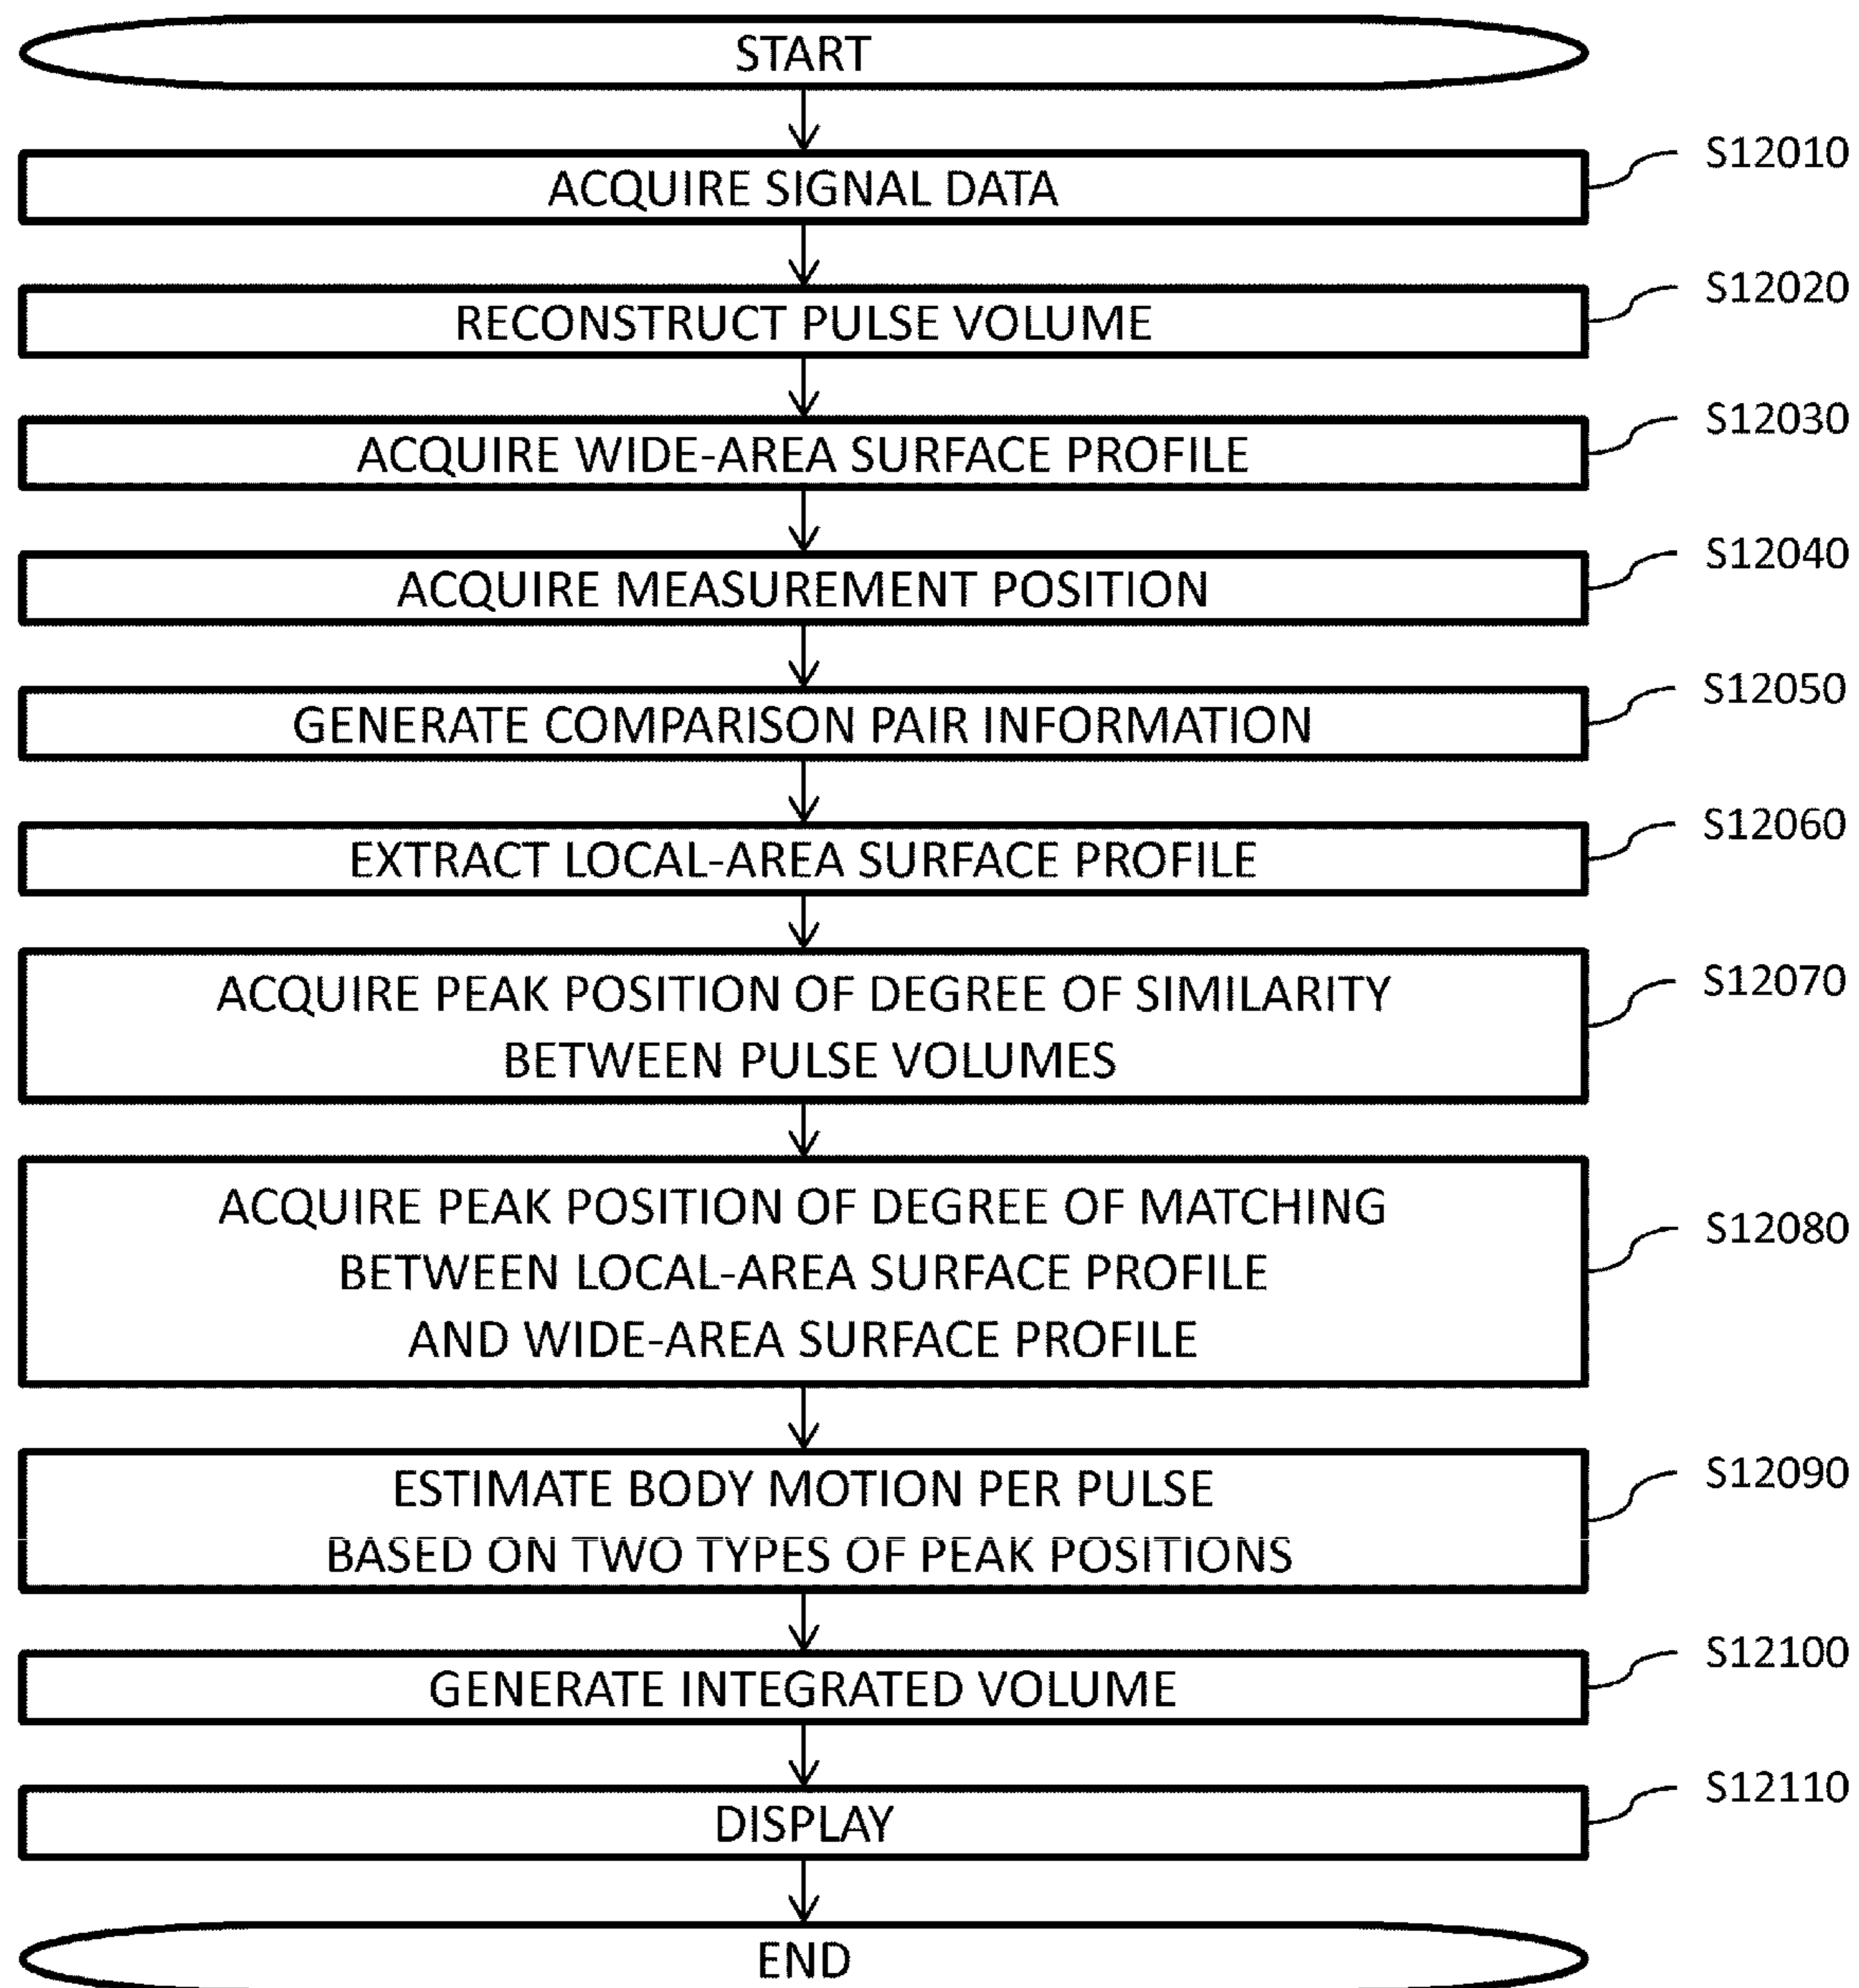 START
S12010
ACQUIRE SIGNAL DATA
S12020
RECONSTRUCT PULSE VOLUME
S12030
ACQUIRE WIDE-AREA SURFACE PROFILE
S12040
ACQUIRE MEASUREMENT POSITION
S12050
GENERATE COMPARISON PAIR INFORMATION
S12060
EXTRACT LOCAL-AREA SURFACE PROFILE
S12070
ACQUIRE PEAK POSITION OF DEGREE OF SIMILARITY
BETWEEN PULSE VOLUMES
S12080
ACQUIRE PEAK POSITION OF DEGREE OF MATCHING
BETWEEN LOCAL-AREA SURFACE PROFILE
AND WIDE-AREA SURFACE PROFILE
S12090
ESTIMATE BODY MOTION PER PULSE
BASED ON TWO TYPES OF PEAK POSITIONS
S12100
GENERATE INTEGRATED VOLUME
S12110
DISPLAY
END